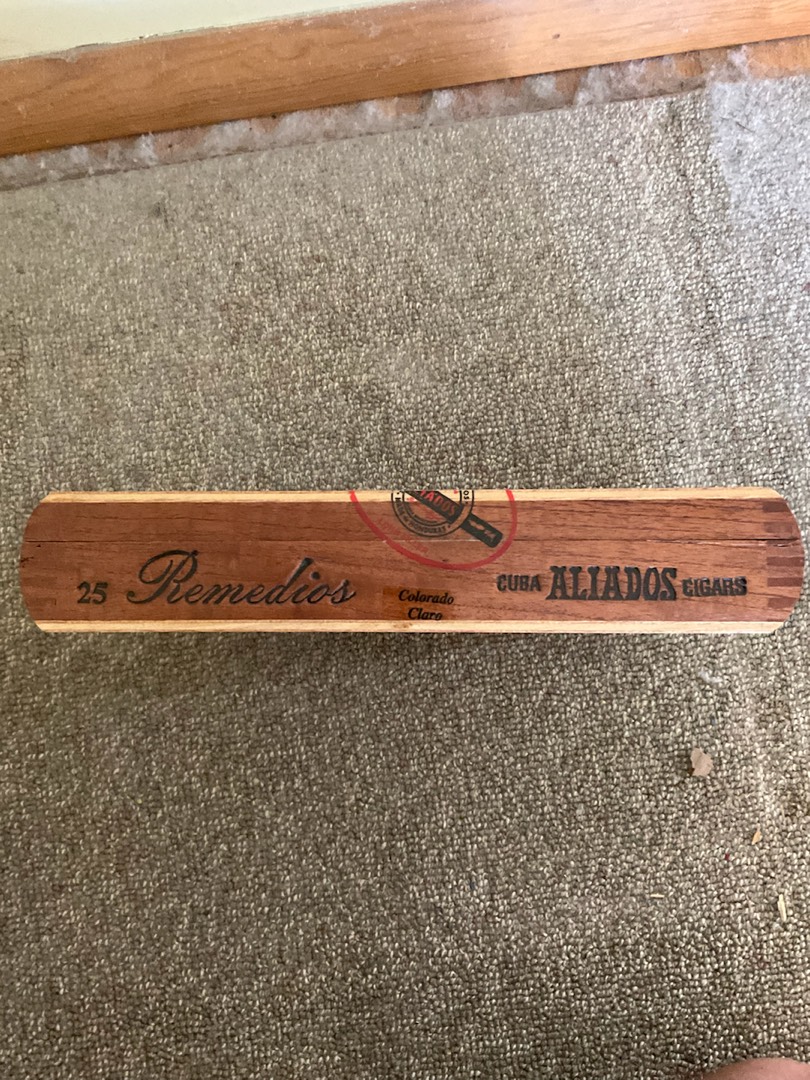 25 Remedios
Colorado
Claro
CUBA ALIADOS CIGARS